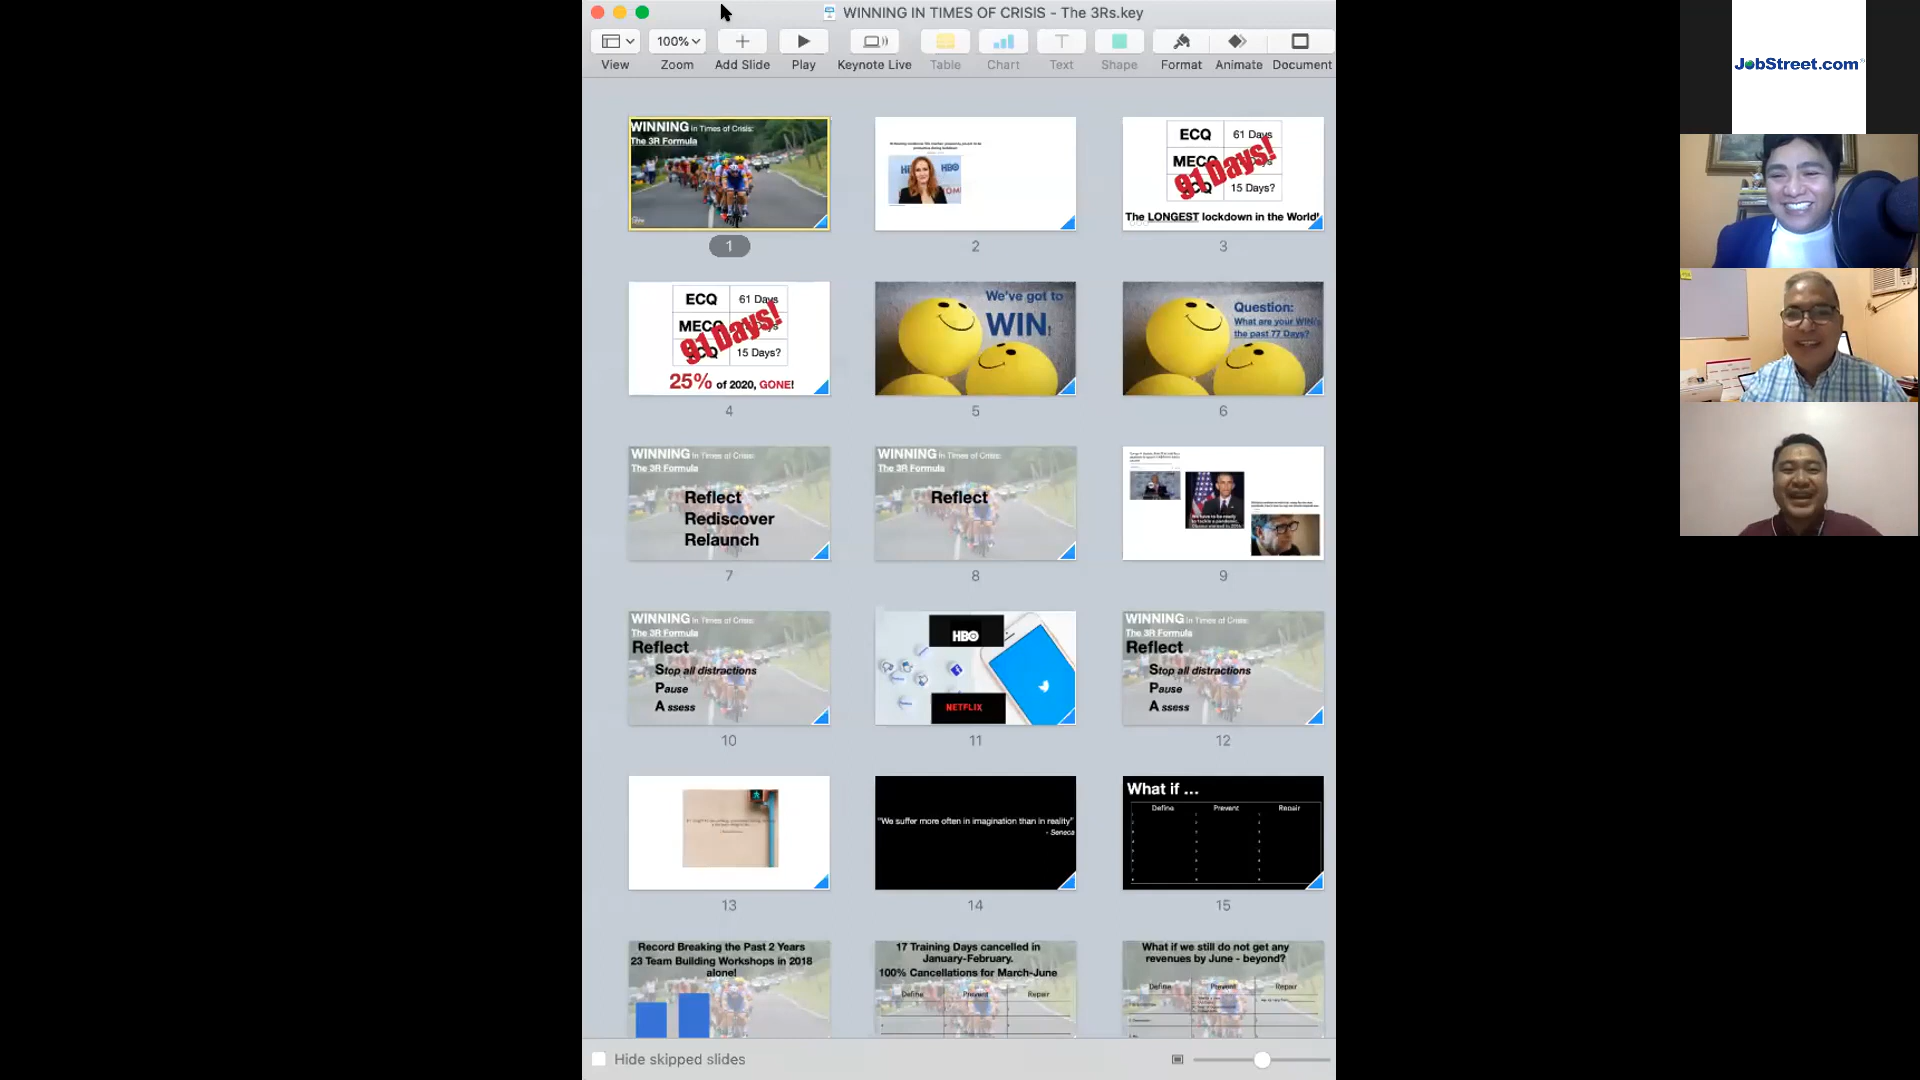 WINNING IN TIMES OF CRISIS - The 3Rs.key
100%
View Zoom Add Slide Play Keynote Live Table Chart Text Shape Format Animate Document
WINNING in Times of Crisis:
The 3R Formula
1
HBO
2
ECQ 61 Days
MECQ
15 Days?
91 Days!
The LONGEST lockdown in the World!
3
ECQ 61 Days
MECQ
15 Days?
91 Days!
25% of 2020, GONE!
4
We've got to
WIN!
5
Question:
What are your WIN/s
the past 77 Days?
6
WINNING in Times of Crisis:
The 3R Formula
Reflect
Rediscover
Relaunch
7
WINNING in Times of Crisis:
The 3R Formula
Reflect
8
9
WINNING in Times of Crisis:
The 3R Formula
Reflect
Stop all distractions
Pause
A ssess
10
HBO
NETFLIX
11
WINNING in Times of Crisis:
The 3R Formula
Reflect
Stop all distractions
Pause
A ssess
12
13
"We suffer more often in imagination than in reality"
- Seneca
14
What if ...
Define Prevent Repair
15
Record Breaking the Past 2 Years
23 Team Building Workshops in 2018
alone!
17 Training Days cancelled in
January-February.
100% Cancellations for March-June
Define Prevent Repair
What if we still do not get any
revenues by June - beyond?
Define Prevent Repair
Hide skipped slides
JobStreet.com